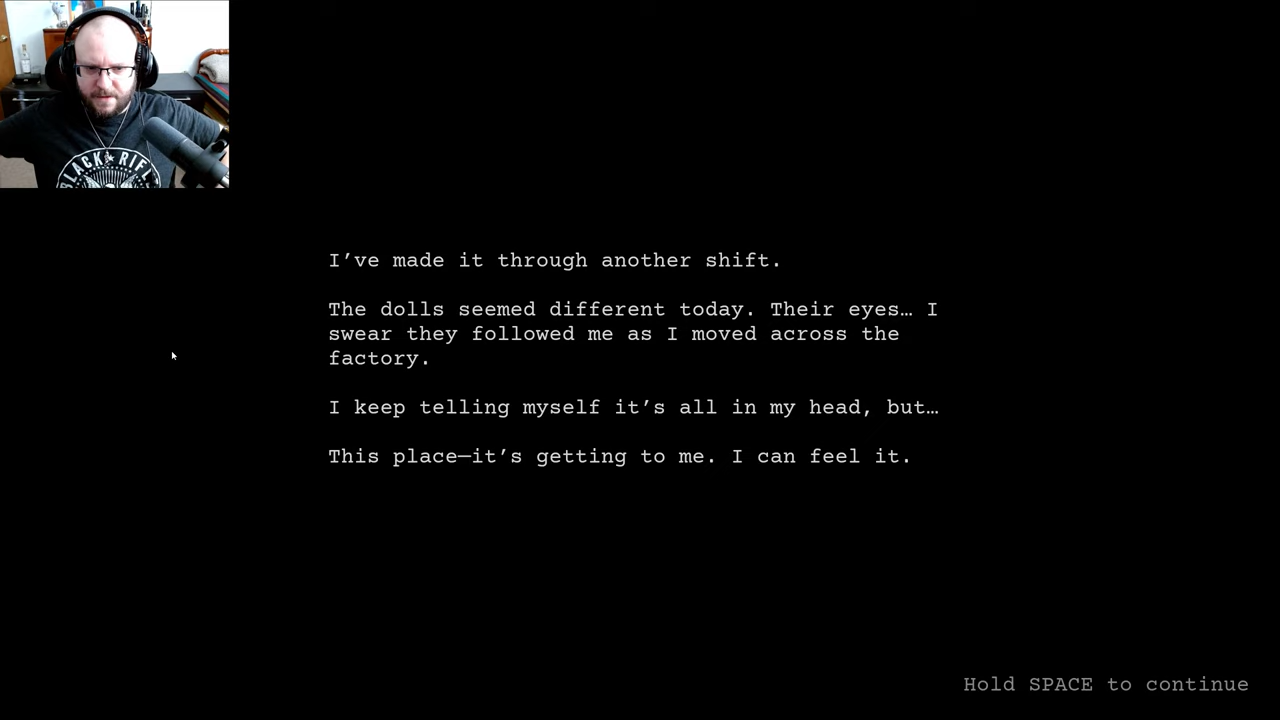 BLACK RIFL
I’ve made it through another shift.
The dolls seemed different today. Their eyes… I
swear they followed me as I moved across the
factory.
I keep telling myself it’s all in my head, but…
This place—it’s getting to me. I can feel it.
Hold SPACE to continue